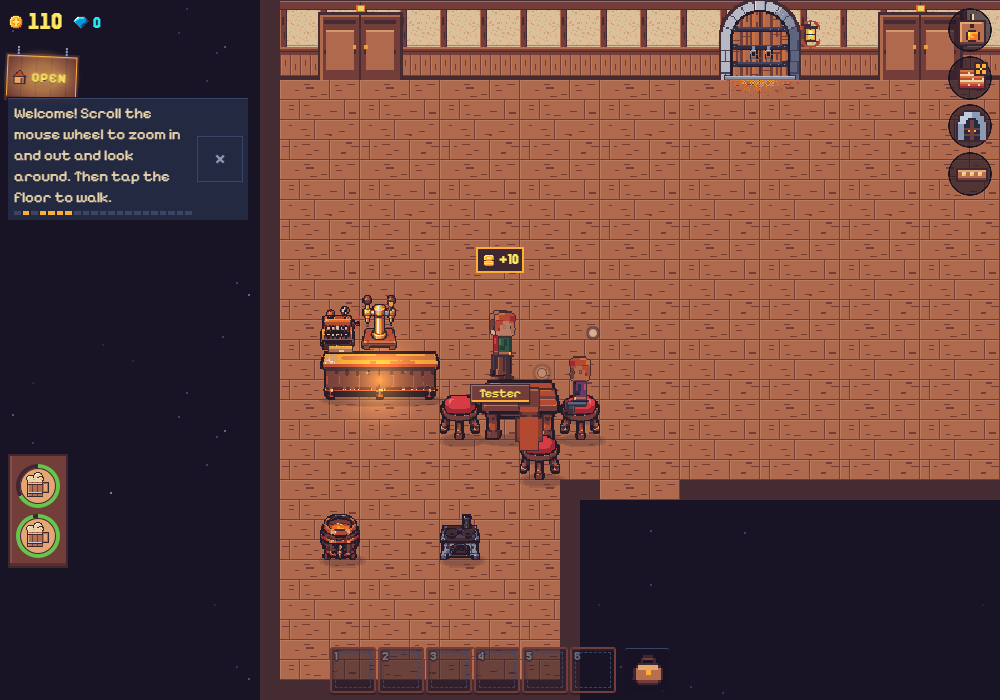 110
0
OPEN
Welcome! Scroll the
mouse wheel to zoom in
and out and look
around. Then tap the
floor to walk.
×
+10
Tester
1 2 3 4 5 6